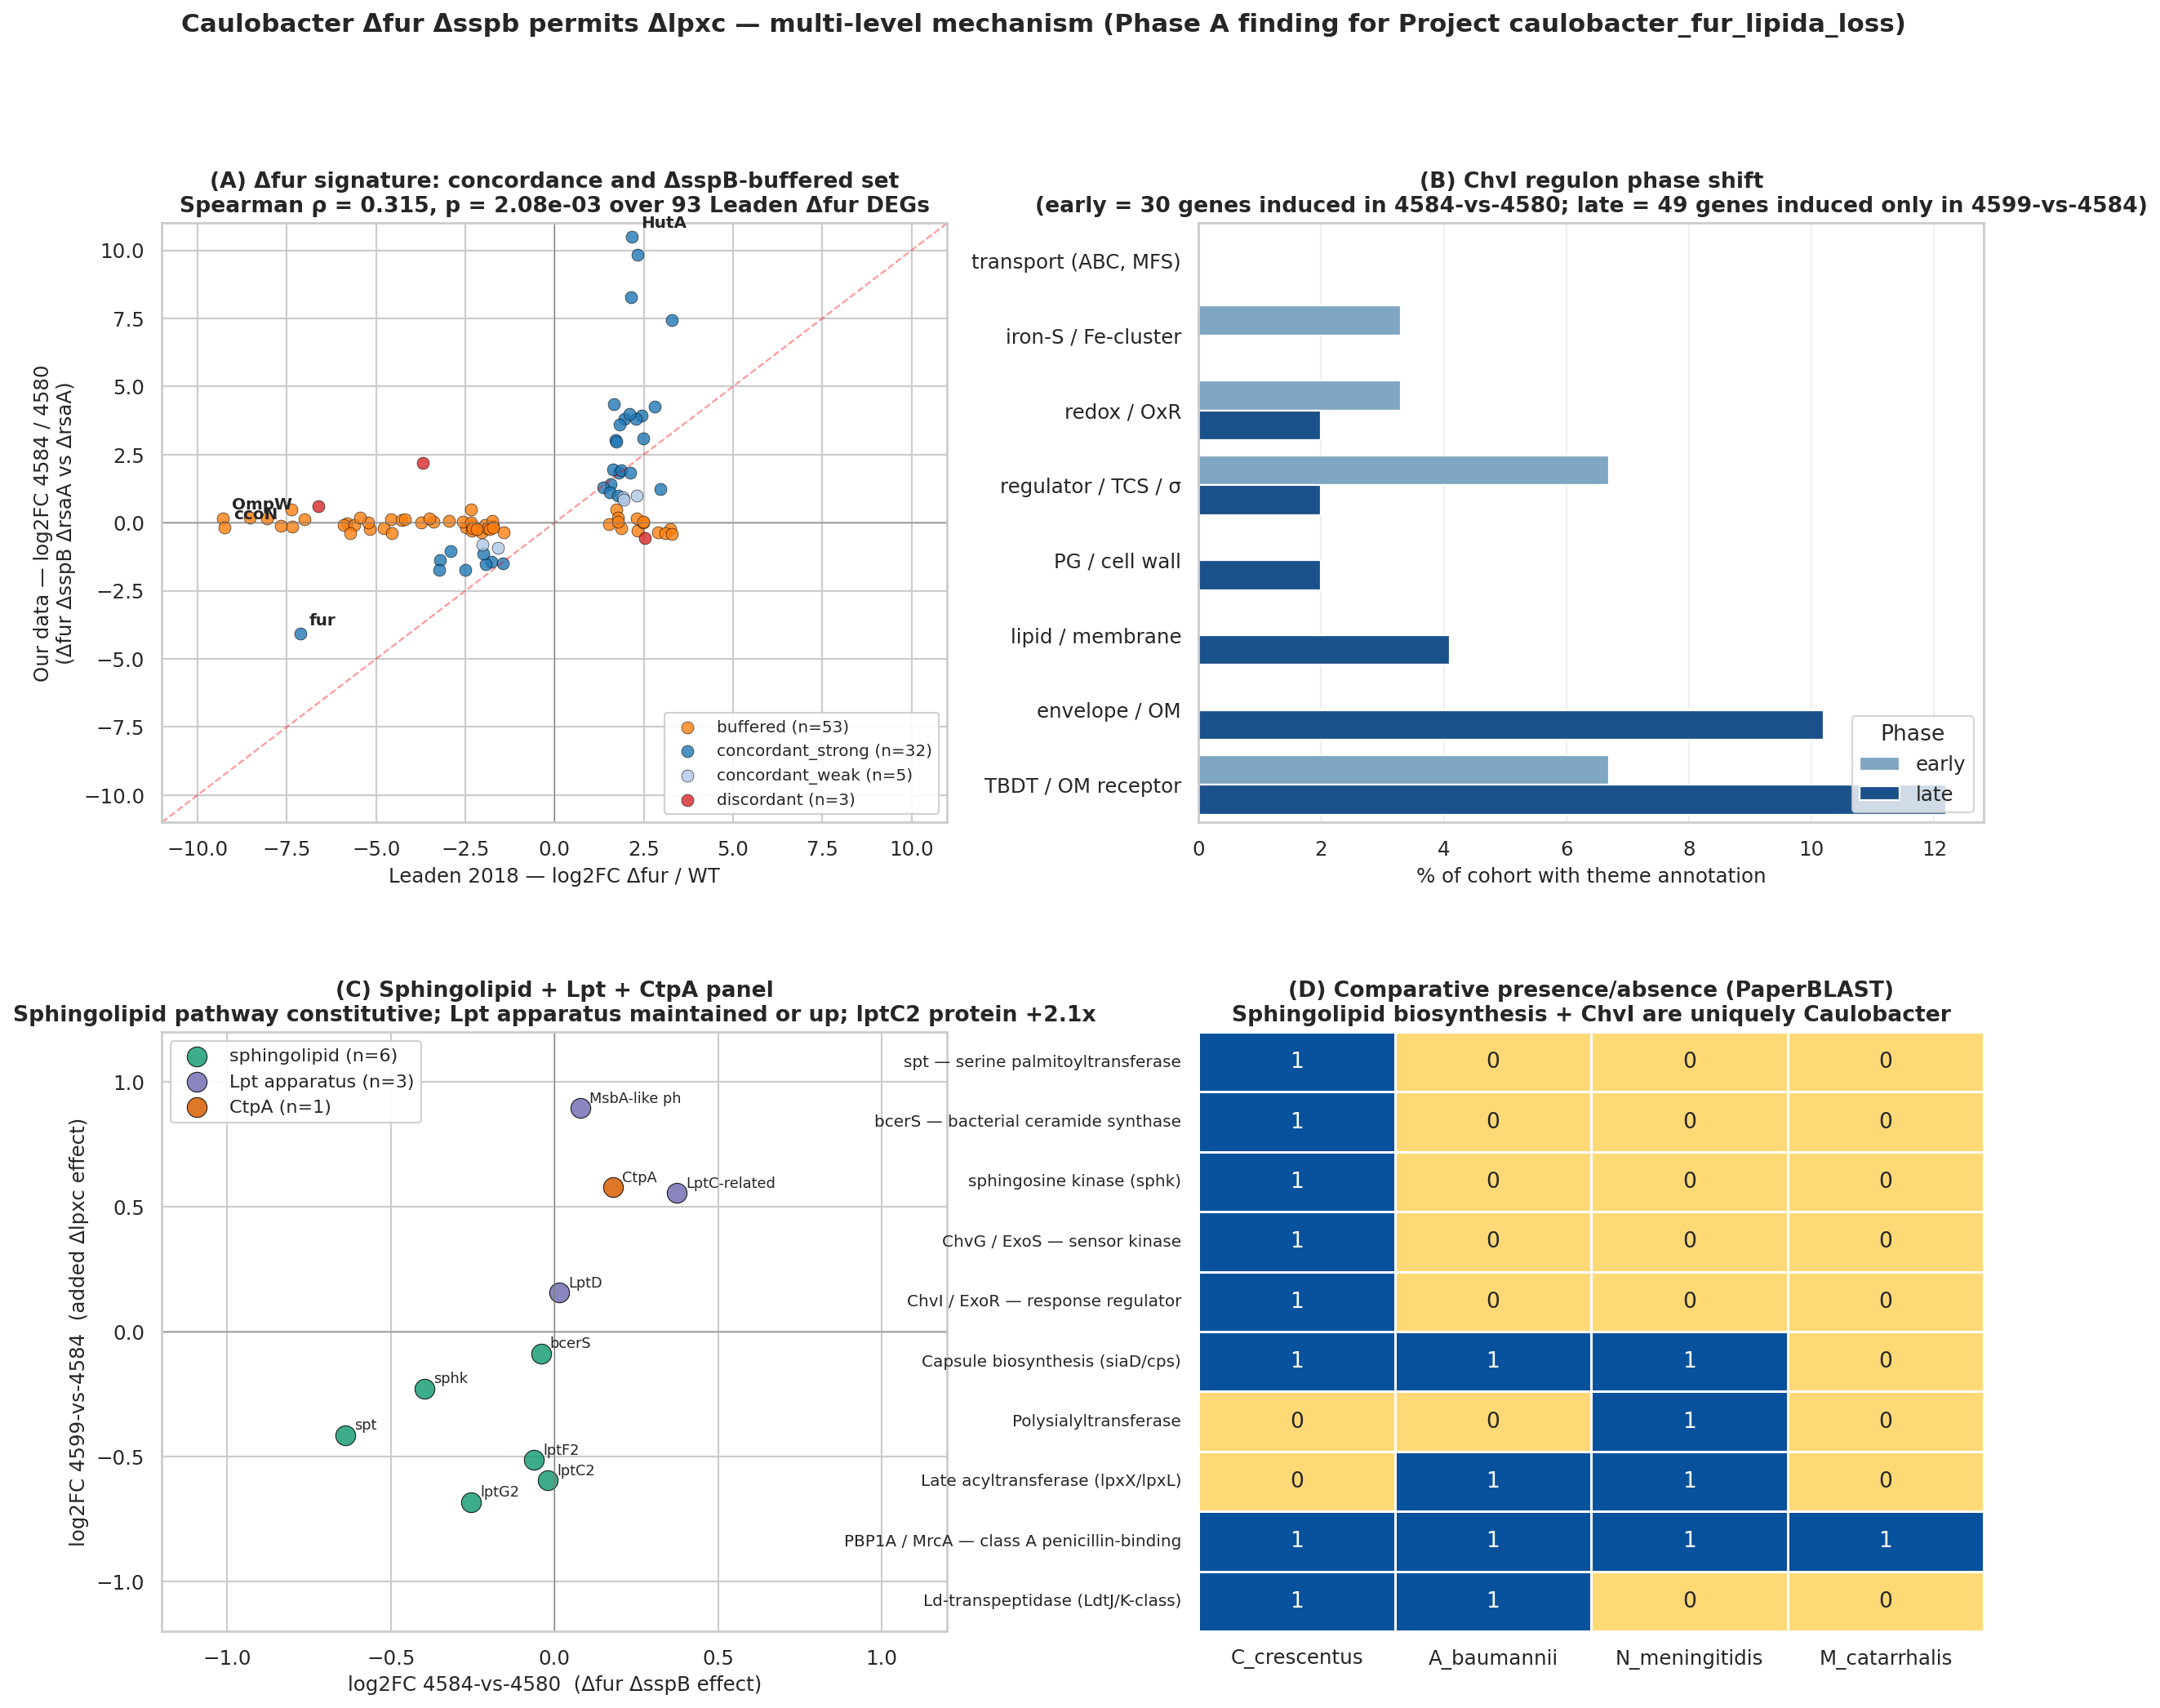 Caulobacter Δfur Δsspb permits Δlpxc — multi-level mechanism (Phase A finding for Project caulobacter_fur_lipida_loss)
(A) Δfur signature: concordance and ΔsspB-buffered set
Spearman ρ = 0.315, p = 2.08e-03 over 93 Leaden Δfur DEGs
HutA
OmpW
ccoN
fur
10.0
7.5
5.0
2.5
0.0
−2.5
−5.0
−7.5
−10.0
Our data — log2FC 4584 / 4580
(Δfur ΔsspB ΔrsaA vs ΔrsaA)
buffered (n=53)
concordant_strong (n=32)
concordant_weak (n=5)
discordant (n=3)
−10.0 −7.5 −5.0 −2.5 0.0 2.5 5.0 7.5 10.0
Leaden 2018 — log2FC Δfur / WT
(B) ChvI regulon phase shift
(early = 30 genes induced in 4584-vs-4580; late = 49 genes induced only in 4599-vs-4584)
transport (ABC, MFS)
iron-S / Fe-cluster
redox / OxR
regulator / TCS / σ
PG / cell wall
lipid / membrane
envelope / OM
TBDT / OM receptor
Phase
early
late
0 2 4 6 8 10 12
% of cohort with theme annotation
(C) Sphingolipid + Lpt + CtpA panel
Sphingolipid pathway constitutive; Lpt apparatus maintained or up; lptC2 protein +2.1x
sphingolipid (n=6)
Lpt apparatus (n=3)
CtpA (n=1)
MsbA-like ph
CtpA
LptC-related
LptD
bcerS
sphk
spt
lptF2
lptC2
lptG2
1.0
0.5
0.0
−0.5
−1.0
log2FC 4599-vs-4584 (added Δlpxc effect)
−1.0 −0.5 0.0 0.5 1.0
log2FC 4584-vs-4580 (Δfur ΔsspB effect)
(D) Comparative presence/absence (PaperBLAST)
Sphingolipid biosynthesis + ChvI are uniquely Caulobacter
spt — serine palmitoyltransferase 1 0 0 0
bcerS — bacterial ceramide synthase 1 0 0 0
sphingosine kinase (sphk) 1 0 0 0
ChvG / ExoS — sensor kinase 1 0 0 0
ChvI / ExoR — response regulator 1 0 0 0
Capsule biosynthesis (siaD/cps) 1 1 1 0
Polysialyltransferase 0 0 1 0
Late acyltransferase (lpxX/lpxL) 0 1 1 0
PBP1A / MrcA — class A penicillin-binding 1 1 1 1
Ld-transpeptidase (LdtJ/K-class) 1 1 0 0
C_crescentus A_baumannii N_meningitidis M_catarrhalis